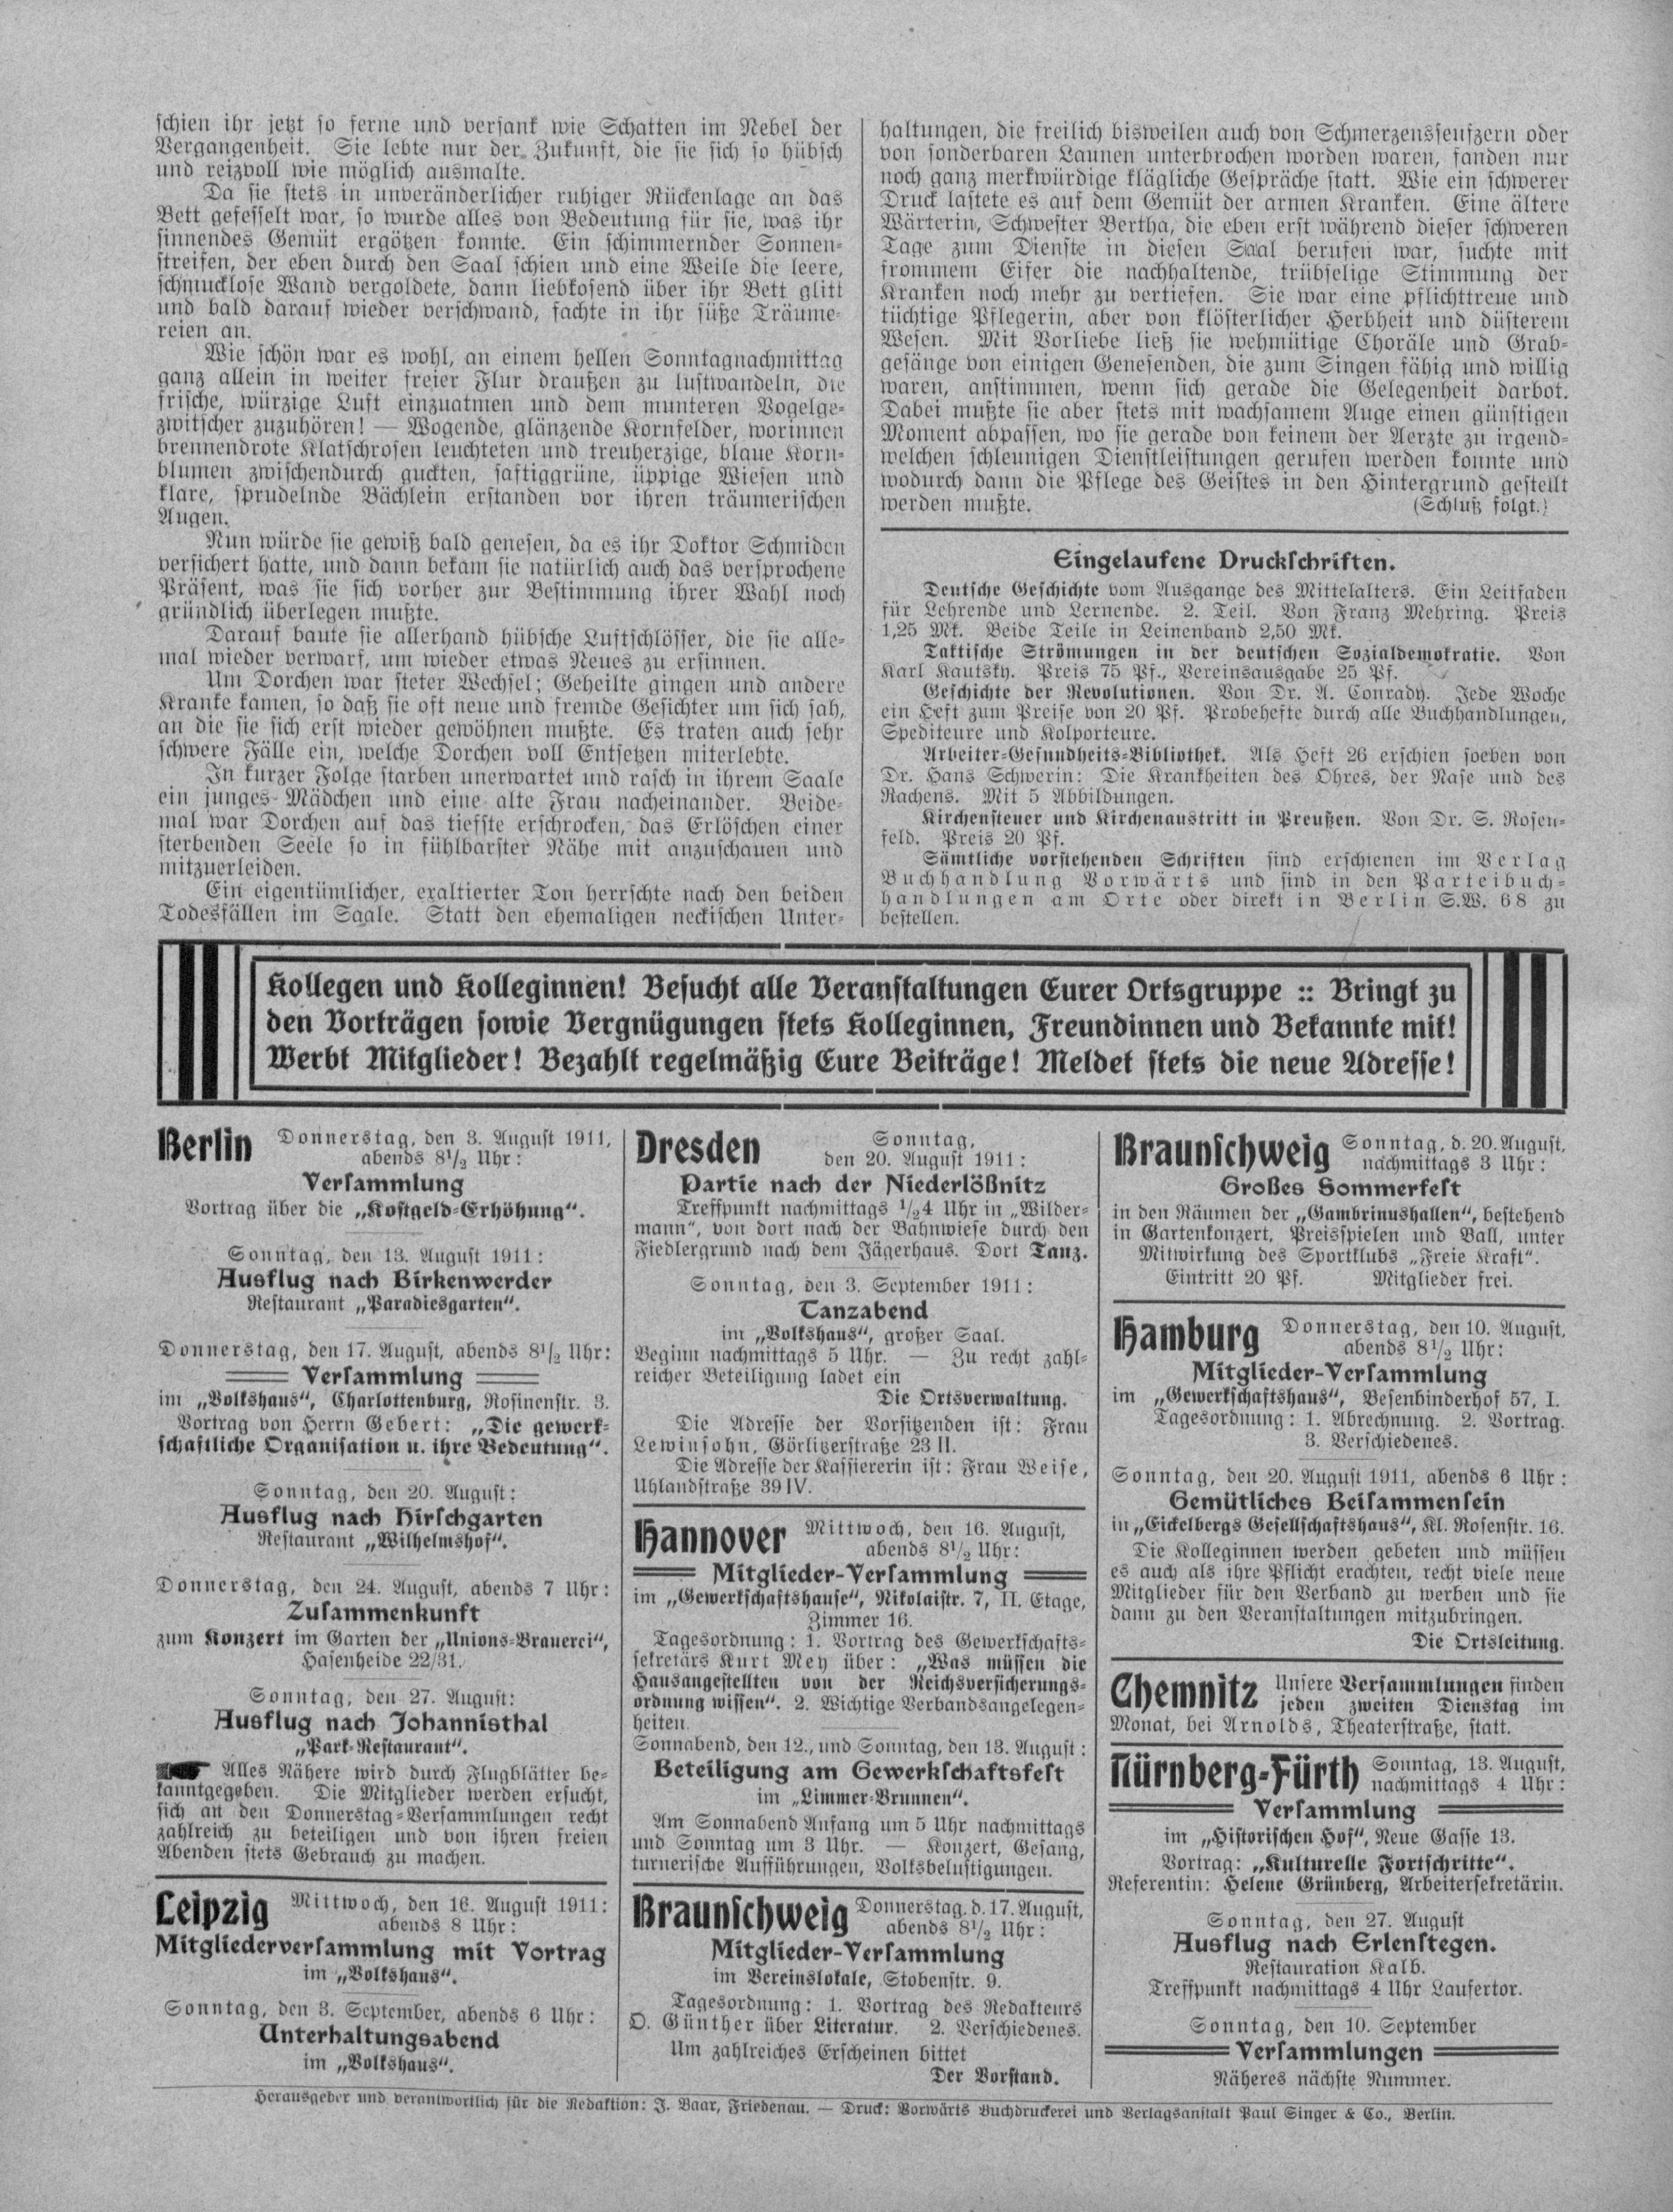 schien ihr jetzt so ferne und versank wie Schatten im Nebel der
Vergangenheit. Sie lebte nur der Zukunft, die sie sich so hübsch
und reizvoll wie möglich ausmalte.
Da sie stets in unveränderlicher ruhiger Rückenlage an das
Bett gefesselt war, so wurde alles von Bedeutung für sie, was ihr
sinnendes Gemüt ergötzen konnte. Ein schimmernder Sonnen-
streifen, der eben durch den Saal schien und eine Weile die leere,
schmucklose Wand vergoldete, dann liebkosend über ihr Bett glitt
und bald darauf wieder verschwand, fachte in ihr süße Träume-
reien an.
Wie schön war es wohl, an einem hellen Sonntagnachmittag
ganz allein in weiter freier Flur draußen zu lustwandeln, die
frische, würzige Luft einzuatmen und dem munteren Vogelge-
zwitscher zuzuhören! — Wogende, glänzende Kornfelder, worinnen
brennendrote Klatschrosen leuchteten und treuherzige, blaue Korn-
blumen zwischendurch guckten, saftiggrüne, üppige Wiesen und
klare, sprudelnde Bächlein erstanden vor ihren träumerischen
Augen.
Nun würde sie gewiß bald genesen, da es ihr Doktor Schmiden
versichert hatte, und dann bekam sie natürlich auch das versprochene
Präsent, was sie sich vorher zur Bestimmung ihrer Wahl noch
gründlich überlegen mußte.
Darauf baute sie allerhand hübsche Luftschlösser, die sie alle-
mal wieder verwarf, um wieder etwas Neues zu ersinnen.
Um Dorchen war steter Wechsel; Geheilte gingen und andere
Kranke kamen, so daß sie oft neue und fremde Gesichter um sich sah,
an die sie sich erst wieder gewöhnen mußte. Es traten auch sehr
schwere Fälle ein, welche Dorchen voll Entsetzen miterlebte.
In kurzer Folge starben unerwartet und rasch in ihrem Saale
ein junges Mädchen und eine alte Frau nacheinander. Beide-
mal war Dorchen auf das tiefste erschrocken, das Erlöschen einer
sterbenden Seele so in fühlbarster Nähe mit anzuschauen und
mitzuerleiden.
Ein eigentümlicher, exaltierter Ton herrschte nach den beiden
Todesfällen im Saale. Statt den ehemaligen neckischen Unter-
haltungen, die freilich bisweilen auch von Schmerzensseufzern oder
von sonderbaren Launen unterbrochen worden waren, fanden nur
noch ganz merkwürdige klägliche Gespräche statt. Wie ein schwerer
Druck lastete es auf dem Gemüt der armen Kranken. Eine ältere
Wärterin, Schwester Bertha, die eben erst während dieser schweren
Tage zum Dienste in diesen Saal berufen war, suchte mit
frommem Eifer die nachhaltende, trübselige Stimmung der
Kranken noch mehr zu vertiefen. Sie war eine pflichttreue und
tüchtige Pflegerin, aber von klösterlicher Herbheit und düsterem
Wesen. Mit Vorliebe ließ sie wehmütige Choräle und Grab-
gesänge von einigen Genesenden, die zum Singen fähig und willig
waren, anstimmen, wenn sich gerade die Gelegenheit darbot.
Dabei mußte sie aber stets mit wachsamem Auge einen günstigen
Moment abpassen, wo sie gerade von keinem der Aerzte zu irgend-
welchen schleunigen Dienstleistungen gerufen werden konnte und
wodurch dann die Pflege des Geistes in den Hintergrund gestellt
werden mußte. (Schluß folgt.)
Eingelaufene Druckschriften.
Deutsche Geschichte vom Ausgange des Mittelalters. Ein Leitfaden
für Lehrende und Lernende. 2. Teil. Von Franz Mehring. Preis
1,25 Mk. Beide Teile in Leinenband 2,50 Mk.
Taktische Strömungen in der deutschen Sozialdemokratie. Von
Karl Kautsky. Preis 75 Pf., Vereinsausgabe 25 Pf.
Geschichte der Revolutionen. Von Dr. A. Conrady. Jede Woche
ein Heft zum Preise von 20 Pf. Probehefte durch alle Buchhandlungen,
Spediteure und Kolporteure.
Arbeiter-Gesundheits-Bibliothek. Als Heft 26 erschien soeben von
Dr. Hans Schwerin: Die Krankheiten des Ohres, der Nase und des
Rachens. Mit 5 Abbildungen.
Kirchensteuer und Kirchenaustritt in Preußen. Von Dr. S. Rosen-
feld. Preis 20 Pf.
Sämtliche vorstehenden Schriften sind erschienen im Verlag
Buchhandlung Vorwärts und sind in den Parteibuch-
handlungen am Orte oder direkt in Berlin S.W. 68 zu
bestellen.
Kollegen und Kolleginnen! Besucht alle Veranstaltungen Eurer Ortsgruppe :: Bringt zu
den Vorträgen sowie Vergnügungen stets Kolleginnen, Freundinnen und Bekannte mit!
Werbt Mitglieder! Bezahlt regelmäßig Eure Beiträge! Meldet stets die neue Adresse!
Berlin Donnerstag, den 3. August 1911,
abends 8½ Uhr:
Versammlung
Vortrag über die „Kostgeld-Erhöhung“.
Sonntag, den 13. August 1911:
Ausflug nach Birkenwerder
Restaurant „Paradiesgarten“.
Donnerstag, den 17. August, abends 8½ Uhr:
Versammlung
im „Volkshaus“, Charlottenburg, Rosinenstr. 3.
Vortrag von Herrn Gebert: „Die gewerk-
schaftliche Organisation u. ihre Bedeutung“.
Sonntag, den 20. August:
Ausflug nach Hirschgarten
Restaurant „Wilhelmshof“.
Donnerstag, den 24. August, abends 7 Uhr:
Zusammenkunft
zum Konzert im Garten der „Unions-Brauerei“,
Hasenheide 22/31.
Sonntag, den 27. August:
Ausflug nach Johannisthal
„Park-Restaurant“.
Alles Nähere wird durch Flugblätter be-
kanntgegeben. Die Mitglieder werden ersucht,
sich an den Donnerstag-Versammlungen recht
zahlreich zu beteiligen und von ihren freien
Abenden stets Gebrauch zu machen.
Leipzig Mittwoch, den 16. August 1911:
abends 8 Uhr:
Mitgliederversammlung mit Vortrag
im „Volkshaus“.
Sonntag, den 3. September, abends 6 Uhr:
Unterhaltungsabend
im „Volkshaus“.
Dresden Sonntag,
den 20. August 1911:
Partie nach der Niederlößnitz
Treffpunkt nachmittags ½4 Uhr in „Wilder-
mann“, von dort nach der Bahnwiese durch den
Fiedlergrund nach dem Jägerhaus. Dort Tanz.
Sonntag, den 3. September 1911:
Tanzabend
im „Volkshaus“, großer Saal.
Beginn nachmittags 5 Uhr. — Zu recht zahl-
reicher Beteiligung ladet ein
Die Ortsverwaltung.
Die Adresse der Vorsitzenden ist: Frau
Lewinsohn, Görlitzerstraße 23 II.
Die Adresse der Kassiererin ist: Frau Weise,
Uhlandstraße 39 IV.
Hannover Mittwoch, den 16. August,
abends 8½ Uhr:
Mitglieder-Versammlung
im „Gewerkschaftshause“, Nikolaistr. 7, II. Etage,
Zimmer 16.
Tagesordnung: 1. Vortrag des Gewerkschafts-
sekretärs Kurt Mey über: „Was müssen die
Hausangestellten von der Reichsversicherungs-
ordnung wissen“. 2. Wichtige Verbandsangelegen-
heiten.
Sonnabend, den 12., und Sonntag, den 13. August:
Beteiligung am Gewerkschaftsfest
im „Limmer-Brunnen“.
Am Sonnabend Anfang um 5 Uhr nachmittags
und Sonntag um 3 Uhr. — Konzert, Gesang,
turnerische Aufführungen, Volksbelustigungen.
Braunschweig Donnerstag, d. 17. August,
abends 8½ Uhr:
Mitglieder-Versammlung
im Vereinslokale, Stobenstr. 9.
Tagesordnung: 1. Vortrag des Redakteurs
O. Günther über Literatur. 2. Verschiedenes.
Um zahlreiches Erscheinen bittet
Der Vorstand.
Braunschweig Sonntag, d. 20. August,
nachmittags 3 Uhr:
Großes Sommerfest
in den Räumen der „Gambrinushallen“, bestehend
in Gartenkonzert, Preisspielen und Ball, unter
Mitwirkung des Sportklubs „Freie Kraft“.
Eintritt 20 Pf. Mitglieder frei.
Hamburg Donnerstag, den 10. August,
abends 8½ Uhr:
Mitglieder-Versammlung
im „Gewerkschaftshaus“, Besenbinderhof 57, I.
Tagesordnung: 1. Abrechnung. 2. Vortrag.
3. Verschiedenes.
Sonntag, den 20. August 1911, abends 6 Uhr:
Gemütliches Beisammensein
in „Eickelbergs Gesellschaftshaus“, Kl. Rosenstr. 16.
Die Kolleginnen werden gebeten und müssen
es auch als ihre Pflicht erachten, recht viele neue
Mitglieder für den Verband zu werben und sie
dann zu den Veranstaltungen mitzubringen.
Die Ortsleitung.
Chemnitz Unsere Versammlungen finden
jeden zweiten Dienstag im
Monat, bei Arnolds, Theaterstraße, statt.
Nürnberg-Fürth Sonntag, 13. August,
nachmittags 4 Uhr:
Versammlung
im „Historischen Hof“, Neue Gasse 13.
Vortrag: „Kulturelle Fortschritte“.
Referentin: Helene Grünberg, Arbeitersekretärin.
Sonntag, den 27. August
Ausflug nach Erlenstegen.
Restauration Kalb.
Treffpunkt nachmittags 4 Uhr Laufertor.
Sonntag, den 10. September
Versammlungen
Näheres nächste Nummer.
Herausgeber und verantwortlich für die Redaktion: J. Baar, Friedenau. — Druck: Vorwärts Buchdruckerei und Verlagsanstalt Paul Singer & Co., Berlin.